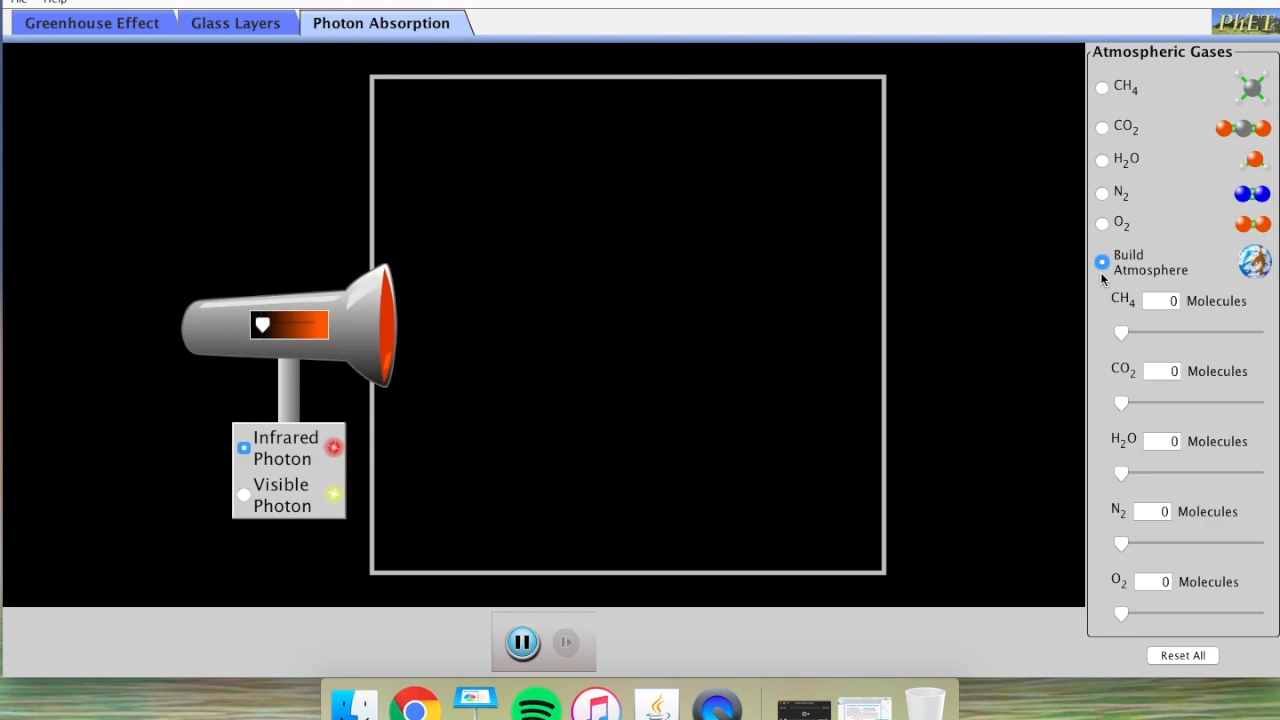 Greenhouse Effect
Glass Layers
Photon Absorption
PhET
Atmospheric Gases
CH4
CO2
H2O
N2
O2
Build
Atmosphere
CH4 0 Molecules
CO2 0 Molecules
H2O 0 Molecules
N2 0 Molecules
O2 0 Molecules
Infrared
Photon
Visible
Photon
Reset All